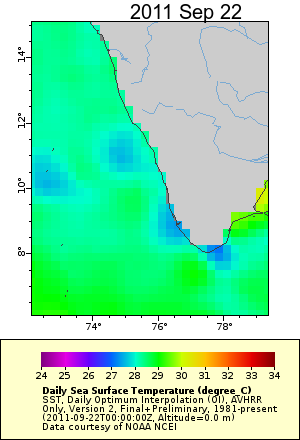 2011 Sep 22
14°
12°
10°
8°
74° 76° 78°
24 25 26 27 28 29 30 31 32 33 34
Daily Sea Surface Temperature (degree_C)
SST, Daily Optimum Interpolation (OI), AVHRR
Only, Version 2, Final+Preliminary, 1981-present
(2011-09-22T00:00:00Z, Altitude=0.0 m)
Data courtesy of NOAA NCEI